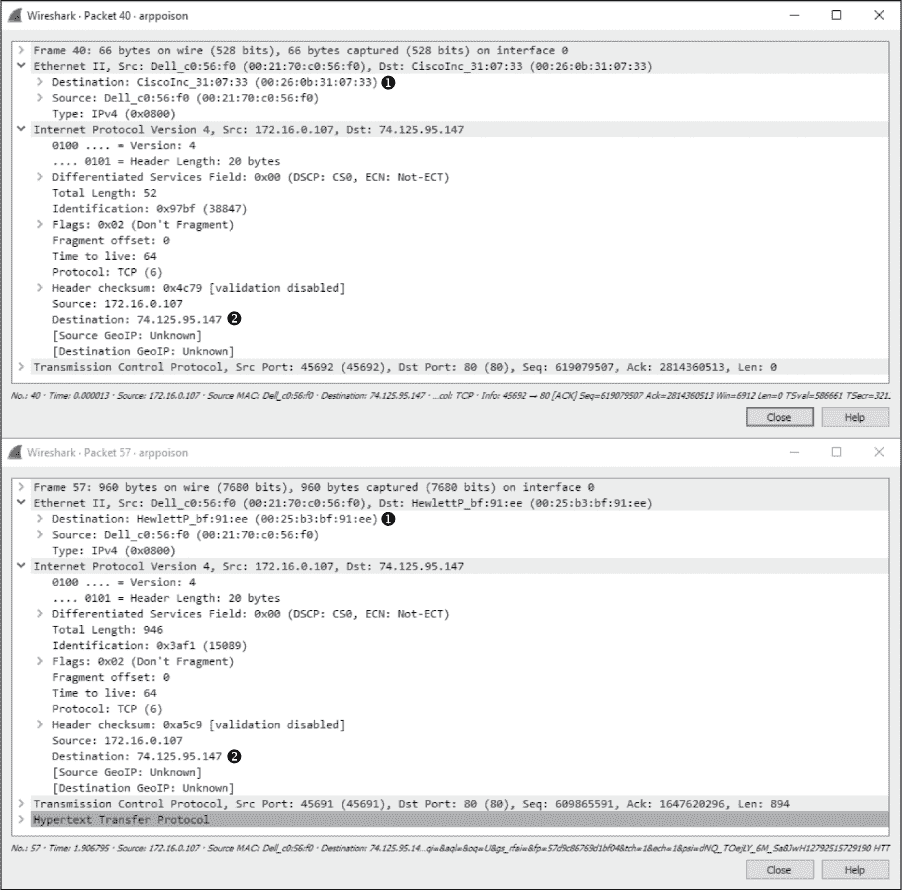 Wireshark · Packet 40 · arppoison
Frame 40: 66 bytes on wire (528 bits), 66 bytes captured (528 bits) on interface 0
Ethernet II, Src: Dell_c0:56:f0 (00:21:70:c0:56:f0), Dst: CiscoInc_31:07:33 (00:26:0b:31:07:33)
Destination: CiscoInc_31:07:33 (00:26:0b:31:07:33) ❶
Source: Dell_c0:56:f0 (00:21:70:c0:56:f0)
Type: IPv4 (0x0800)
Internet Protocol Version 4, Src: 172.16.0.107, Dst: 74.125.95.147
0100 .... = Version: 4
.... 0101 = Header Length: 20 bytes
Differentiated Services Field: 0x00 (DSCP: CS0, ECN: Not-ECT)
Total Length: 52
Identification: 0x97bf (38847)
Flags: 0x02 (Don't Fragment)
Fragment offset: 0
Time to live: 64
Protocol: TCP (6)
Header checksum: 0x4c79 [validation disabled]
Source: 172.16.0.107
Destination: 74.125.95.147 ❷
[Source GeoIP: Unknown]
[Destination GeoIP: Unknown]
Transmission Control Protocol, Src Port: 45692 (45692), Dst Port: 80 (80), Seq: 619079507, Ack: 2814360513, Len: 0
No.: 40 · Time: 0.000013 · Source: 172.16.0.107 · Source MAC: Dell_c0:56:f0 · Destination: 74.125.95.147 · ...col: TCP · Info: 45692 → 80 [ACK] Seq=619079507 Ack=2814360513 Win=6912 Len=0 TSval=586661 TSecr=321.
Close Help
Wireshark · Packet 57 · arppoison
Frame 57: 960 bytes on wire (7680 bits), 960 bytes captured (7680 bits) on interface 0
Ethernet II, Src: Dell_c0:56:f0 (00:21:70:c0:56:f0), Dst: HewlettP_bf:91:ee (00:25:b3:bf:91:ee)
Destination: HewlettP_bf:91:ee (00:25:b3:bf:91:ee) ❶
Source: Dell_c0:56:f0 (00:21:70:c0:56:f0)
Type: IPv4 (0x0800)
Internet Protocol Version 4, Src: 172.16.0.107, Dst: 74.125.95.147
0100 .... = Version: 4
.... 0101 = Header Length: 20 bytes
Differentiated Services Field: 0x00 (DSCP: CS0, ECN: Not-ECT)
Total Length: 946
Identification: 0x3af1 (15089)
Flags: 0x02 (Don't Fragment)
Fragment offset: 0
Time to live: 64
Protocol: TCP (6)
Header checksum: 0xa5c9 [validation disabled]
Source: 172.16.0.107
Destination: 74.125.95.147 ❷
[Source GeoIP: Unknown]
[Destination GeoIP: Unknown]
Transmission Control Protocol, Src Port: 45691 (45691), Dst Port: 80 (80), Seq: 609865591, Ack: 1647620296, Len: 894
Hypertext Transfer Protocol
No.: 57 · Time: 1.906795 · Source: 172.16.0.107 · Source MAC: Dell_c0:56:f0 · Destination: 74.125.95.14... HTT
Close Help